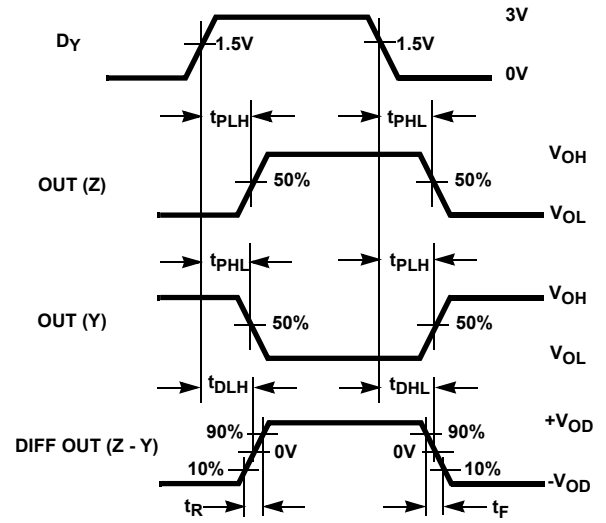 3V
DY
1.5V
1.5V
0V
tPLH
tPHL
VOH
OUT (Z)
50%
50%
VOL
tPHL
tPLH
VOH
OUT (Y)
50%
50%
VOL
tDLH
tDHL
+VOD
90%
90%
DIFF OUT (Z - Y)
0V
0V
10%
10%
-VOD
tR
tF